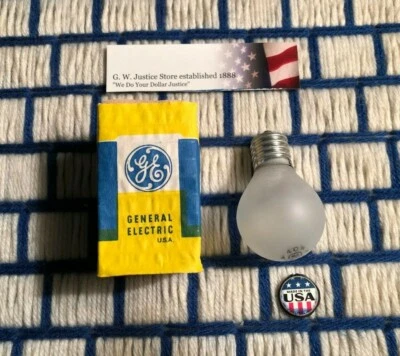 G. W. Justice Store established 1888
"We Do Your Dollar Justice"
GE
GENERAL
ELECTRIC
U.S.A.
MADE IN THE
USA